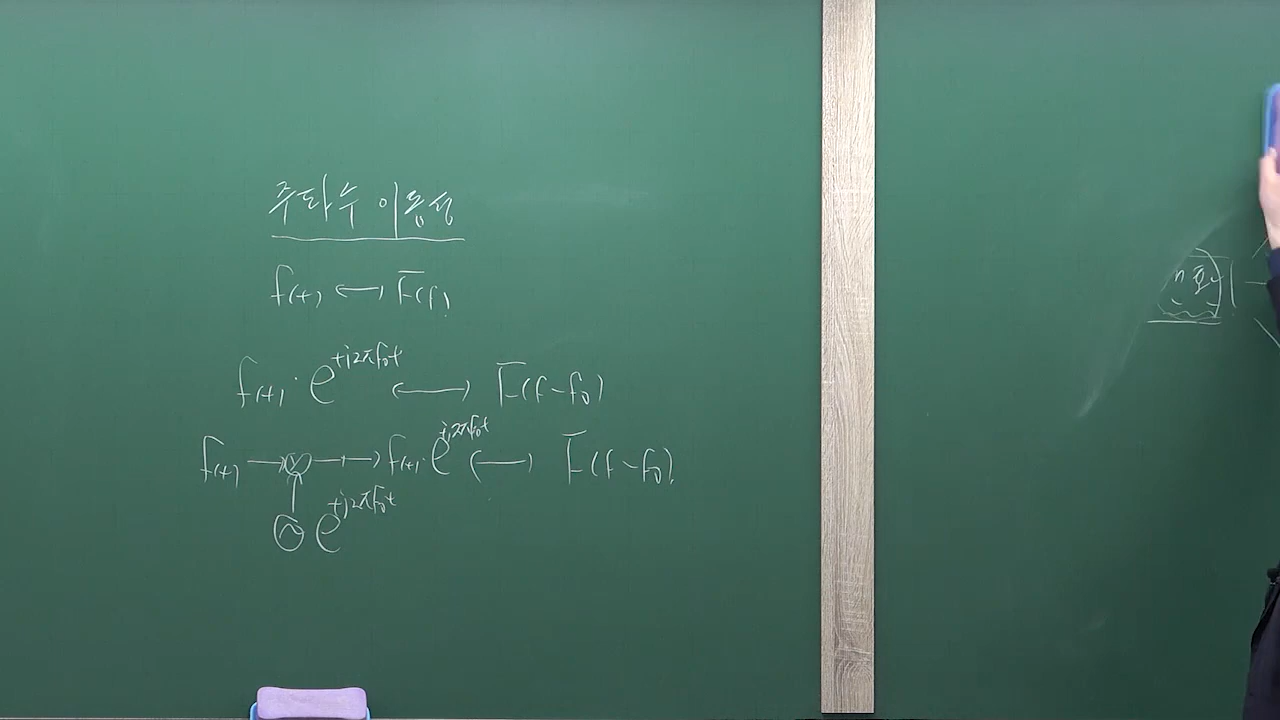 주파수 이동성
f(t) ↔ F(f)
f(t)· e^{+j2πf₀t} ↔ F(f-f₀)
f(t) → ⊗ → f(t)· e^{j2πf₀t} ↔ F(f-f₀)
e^{+j2πf₀t}